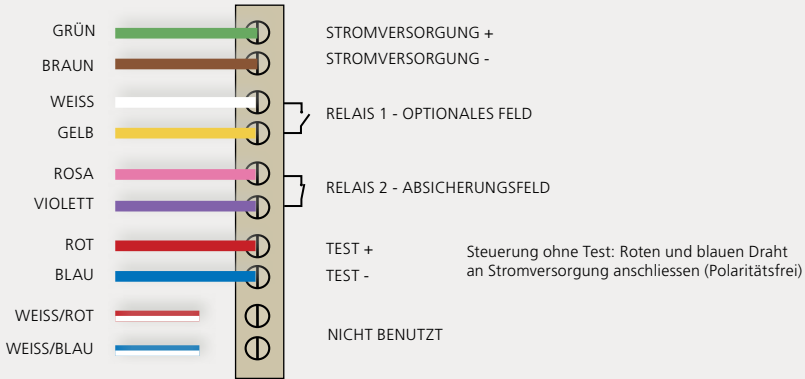 GRÜN
STROMVERSORGUNG +
BRAUN
STROMVERSORGUNG -
WEISS
RELAIS 1 - OPTIONALES FELD
GELB
ROSA
RELAIS 2 - ABSICHERUNGSFELD
VIOLETT
ROT
TEST +
Steuerung ohne Test: Roten und blauen Draht
an Stromversorgung anschliessen (Polaritätsfrei)
BLAU
TEST -
WEISS/ROT
NICHT BENUTZT
WEISS/BLAU